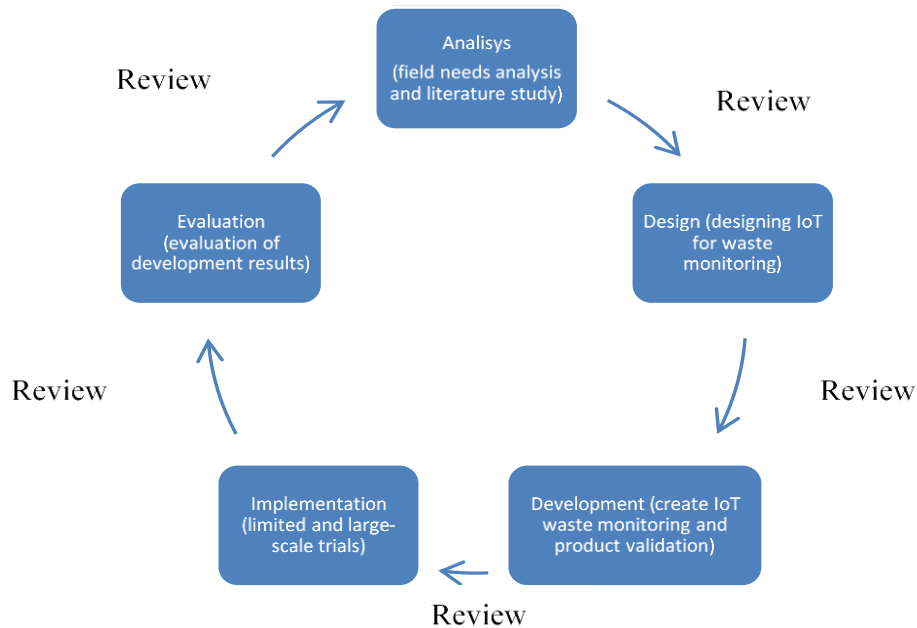 Analisys
(field needs analysis
and literature study)
Review
Design (designing IoT
for waste
monitoring)
Review
Development (create IoT
waste monitoring and
product validation)
Review
Implementation
(limited and large-
scale trials)
Review
Evaluation
(evaluation of
development results)
Review